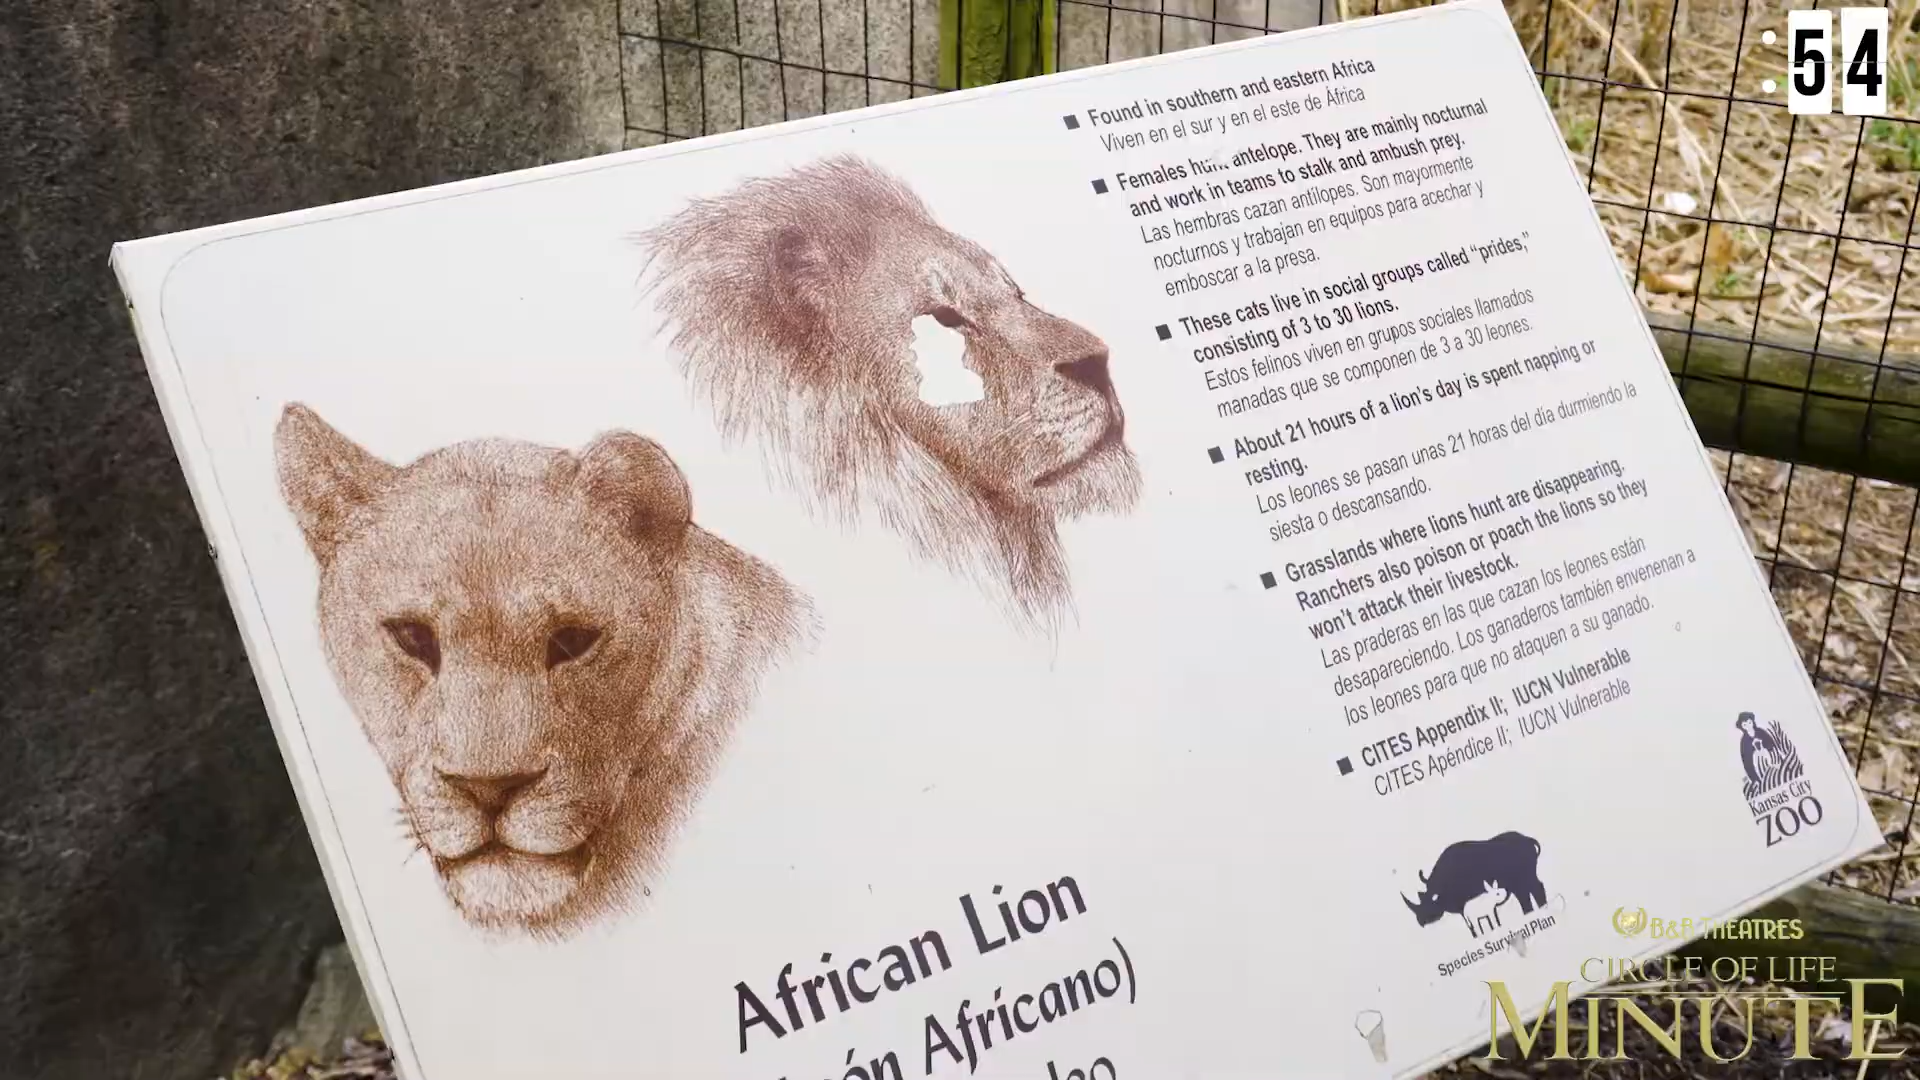 :54
Found in southern and eastern Africa
Viven en el sur y en el este de África
Females hunt antelope. They are mainly nocturnal
and work in teams to stalk and ambush prey.
Las hembras cazan antílopes. Son mayormente
nocturnos y trabajan en equipos para acechar y
emboscar a la presa.
These cats live in social groups called “prides,”
consisting of 3 to 30 lions.
Estos felinos viven en grupos sociales llamados
manadas que se componen de 3 a 30 leones.
About 21 hours of a lion's day is spent napping or
resting.
Los leones se pasan unas 21 horas del día durmiendo la
siesta o descansando.
Grasslands where lions hunt are disappearing.
Ranchers also poison or poach the lions so they
won't attack their livestock.
Las praderas en las que cazan los leones están
desapareciendo. Los ganaderos también envenenan a
los leones para que no ataquen a su ganado.
CITES Appendix II; IUCN Vulnerable
CITES Apéndice II; IUCN Vulnerable
Kansas City
ZOO
Species Survival Plan
African Lion
Africano)
B&B THEATRES
CIRCLE OF LIFE
MINUTE